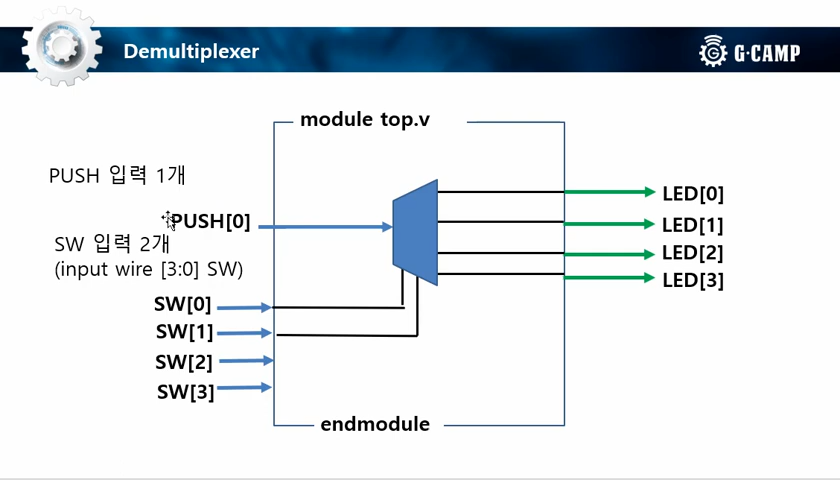 Demultiplexer
G·CAMP
module top.v
PUSH 입력 1개
PUSH[0]
SW 입력 2개
(input wire [3:0] SW)
SW[0]
SW[1]
SW[2]
SW[3]
LED[0]
LED[1]
LED[2]
LED[3]
endmodule